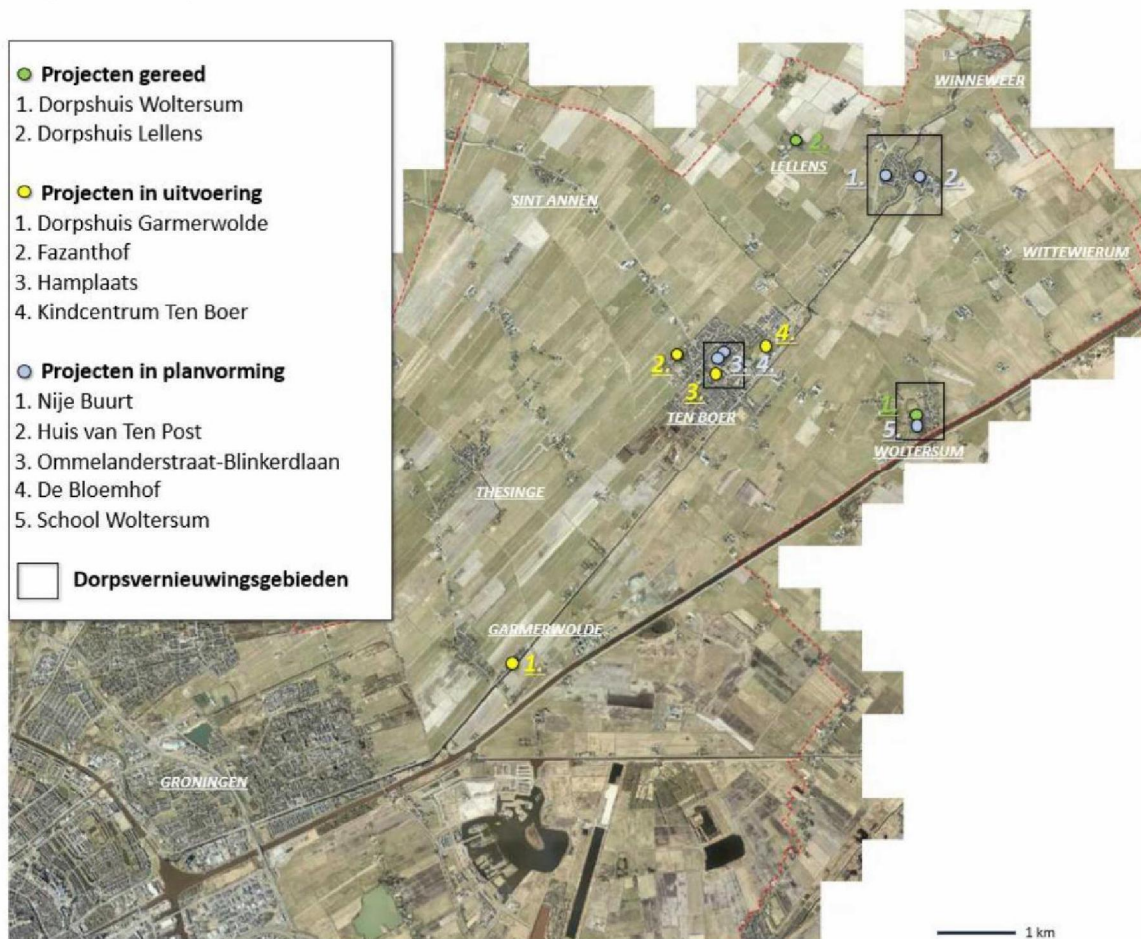 Projecten gereed
1. Dorpshuis Woltersum
2. Dorpshuis Lellens
Projecten in uitvoering
1. Dorpshuis Garmerwolde
2. Fazanthof
3. Hamplaats
4. Kindcentrum Ten Boer
Projecten in planvorming
1. Nije Buurt
2. Huis van Ten Post
3. Ommelanderstraat-Blinkerdlaan
4. De Bloemhof
5. School Woltersum
Dorpsvernieuwingsgebieden
WINNEWEER
2.
LELLENS
1. 2.
SINT ANNEN
WITTEWIERUM
4.
2. 3. 4.
3.
TEN BOER
1.
5.
WOLTERSUM
THESINGE
GARMERWOLDE
1.
GRONINGEN
1 km